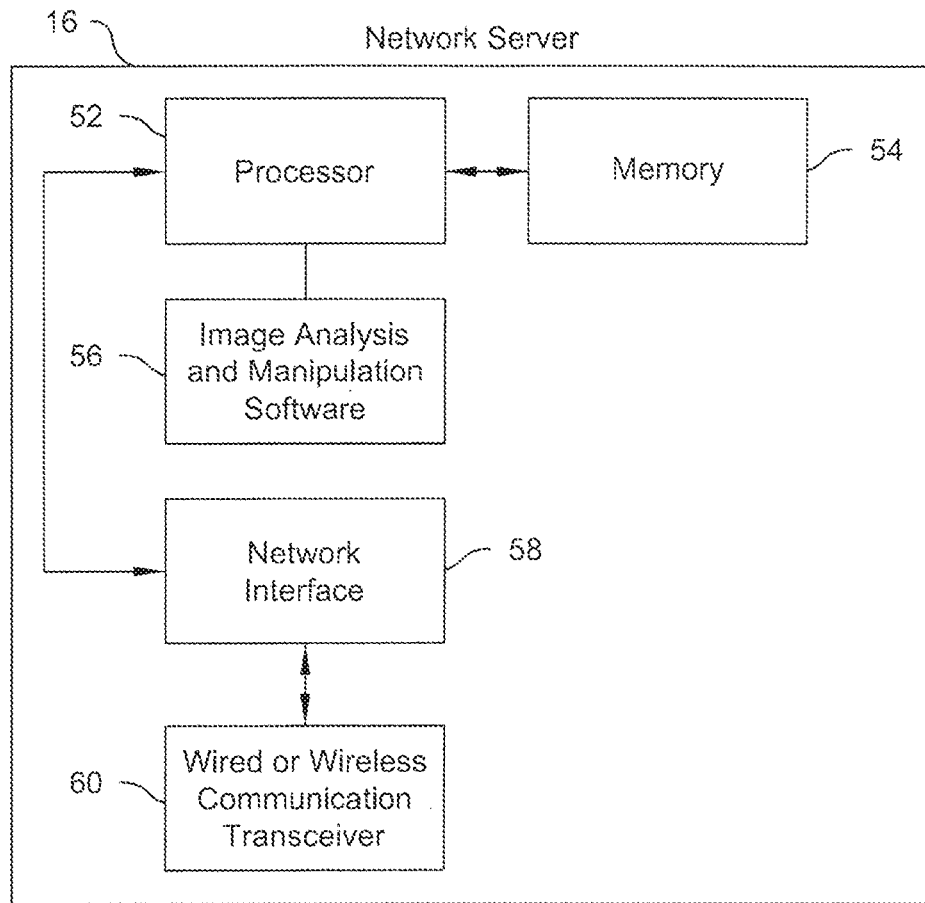 16
Network Server
52
Processor
Memory
54
56
Image Analysis
and Manipulation
Software
Network
Interface
58
60
Wired or Wireless
Communication
Transceiver